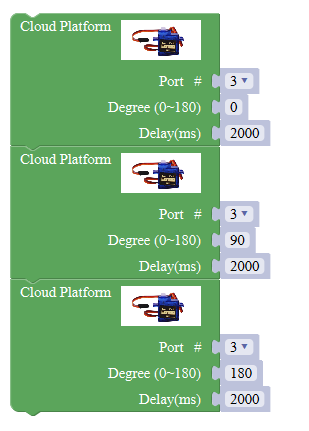 Cloud Platform
Port # 3
Degree (0~180) 0
Delay(ms) 2000
Cloud Platform
Port # 3
Degree (0~180) 90
Delay(ms) 2000
Cloud Platform
Port # 3
Degree (0~180) 180
Delay(ms) 2000